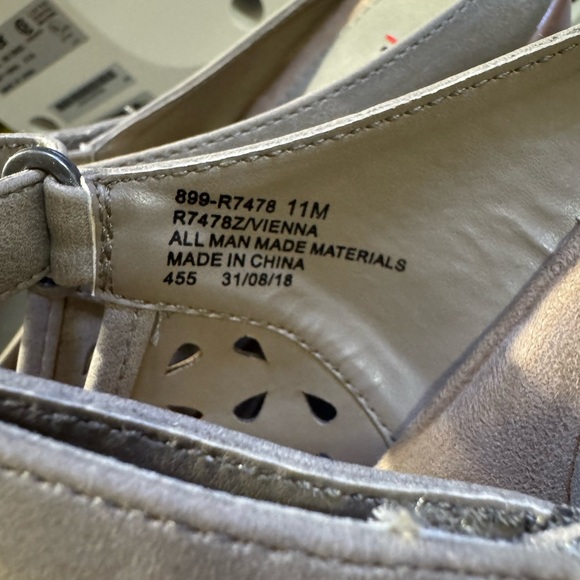 899-R7478 11M
R7478Z/VIENNA
ALL MAN MADE MATERIALS
MADE IN CHINA
455 31/08/18